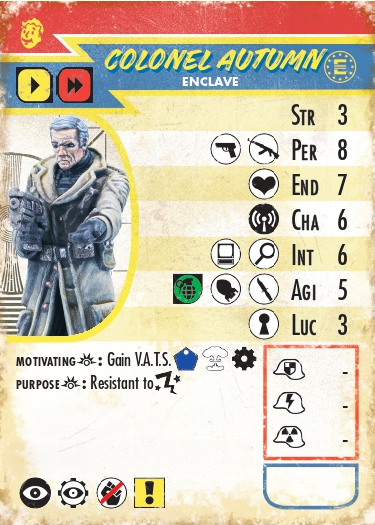 COLONEL AUTUMN
E
ENCLAVE
STR 3
PER 8
END 7
CHA 6
INT 6
AGI 5
LUC 3
MOTIVATING : Gain V.A.T.S.
PURPOSE : Resistant to
-
-
-
!